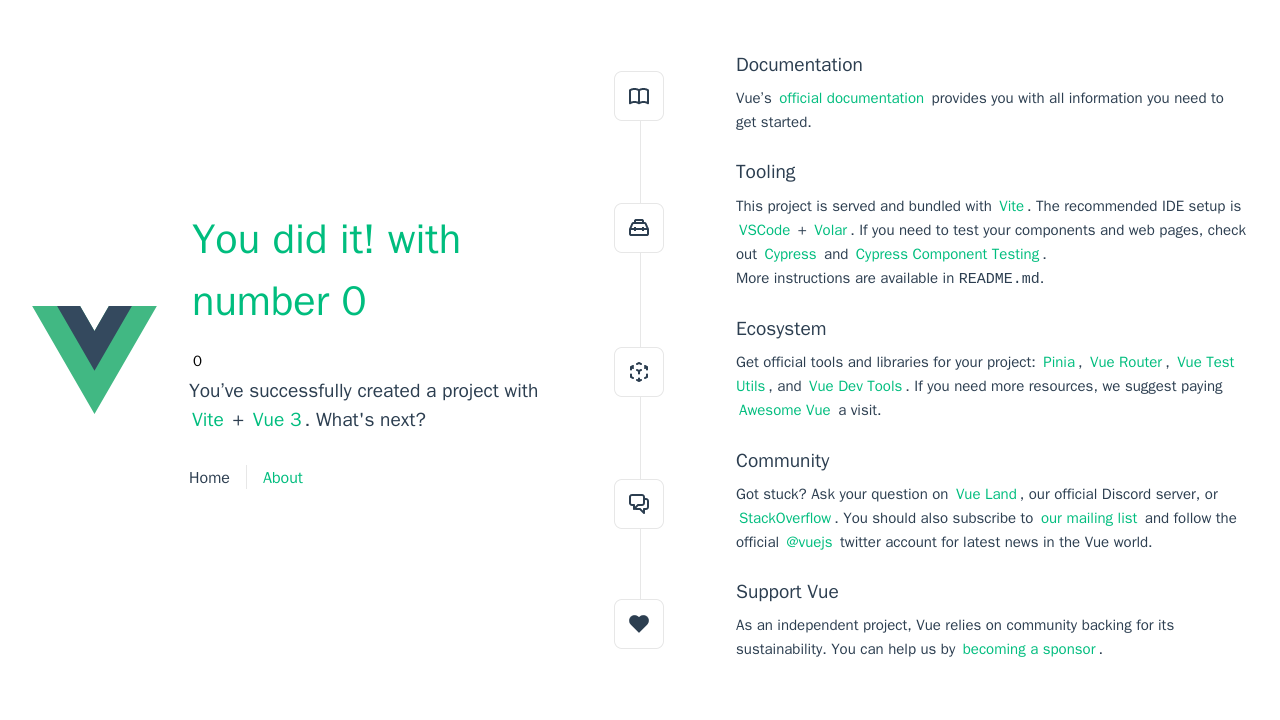 You did it! with
number 0
0
You’ve successfully created a project with
Vite + Vue 3. What's next?
Home
About
Documentation
Vue’s official documentation provides you with all information you need to
get started.
Tooling
This project is served and bundled with Vite. The recommended IDE setup is
VSCode + Volar. If you need to test your components and web pages, check
out Cypress and Cypress Component Testing.
More instructions are available in README.md.
Ecosystem
Get official tools and libraries for your project: Pinia, Vue Router, Vue Test
Utils, and Vue Dev Tools. If you need more resources, we suggest paying
Awesome Vue a visit.
Community
Got stuck? Ask your question on Vue Land, our official Discord server, or
StackOverflow. You should also subscribe to our mailing list and follow the
official @vuejs twitter account for latest news in the Vue world.
Support Vue
As an independent project, Vue relies on community backing for its
sustainability. You can help us by becoming a sponsor.